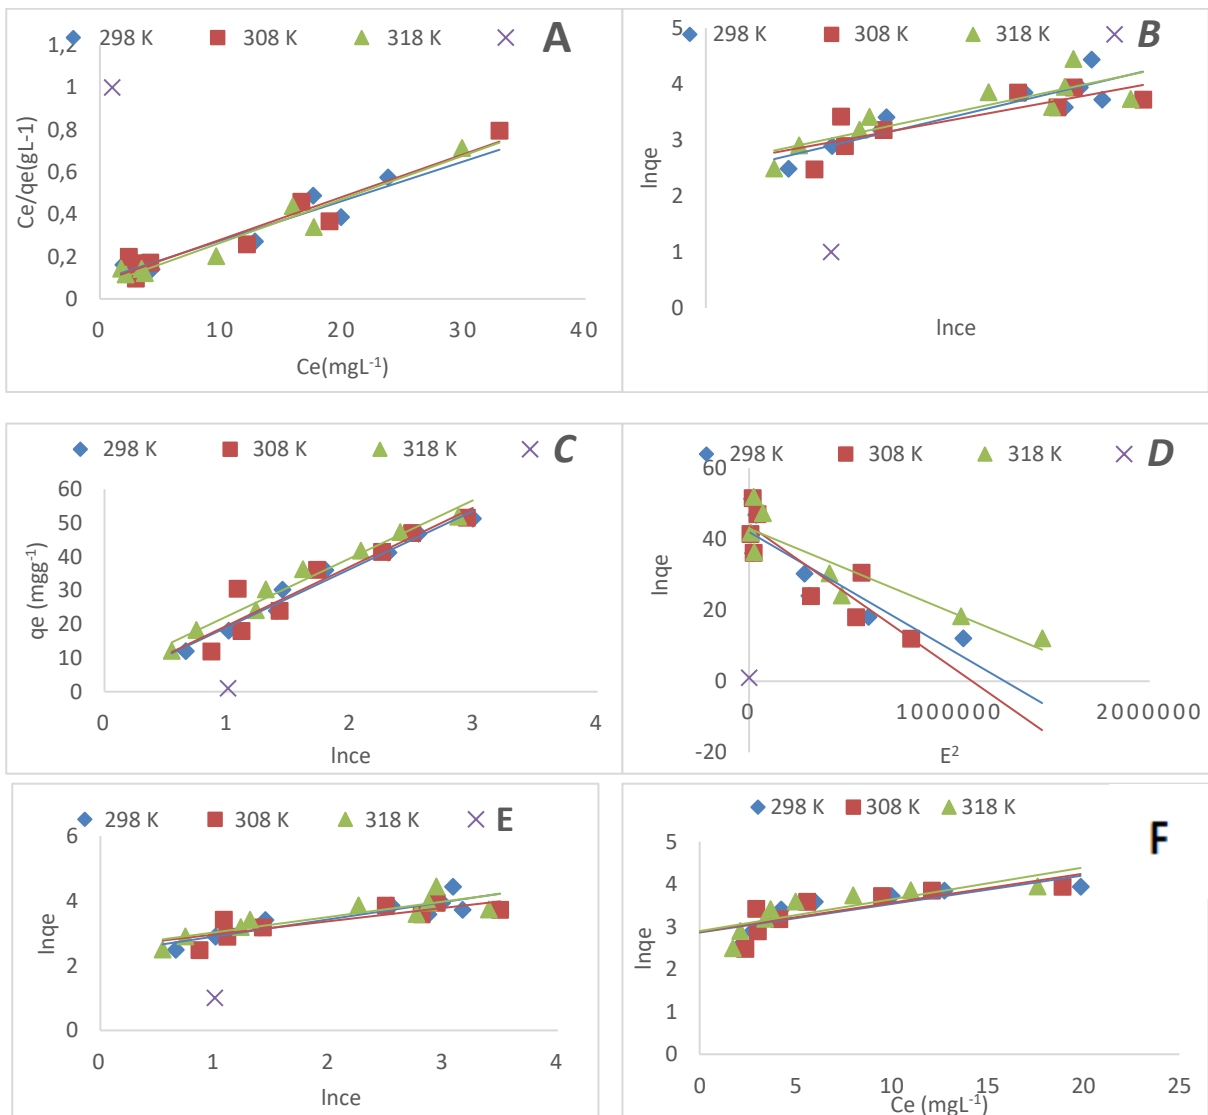 298 K 308 K 318 K A
1,2
1
0,8
0,6
0,4
0,2
0
Ce/qe(gL-1)
0 10 20 30 40
Ce(mgL⁻¹)
298 K 308 K 318 K B
5
4
3
2
1
0
lnqe
lnce
298 K 308 K 318 K C
60
50
40
30
20
10
0
qe (mgg⁻¹)
0 1 2 3 4
lnce
298 K 308 K 318 K D
60
40
20
0
-20
lnqe
0 1000000 2000000
E²
298 K 308 K 318 K E
6
4
2
0
lnqe
0 1 2 3 4
lnce
298 K 308 K 318 K F
5
4
3
2
1
0
lnqe
0 5 10 15 20 25
Ce (mgL⁻¹)